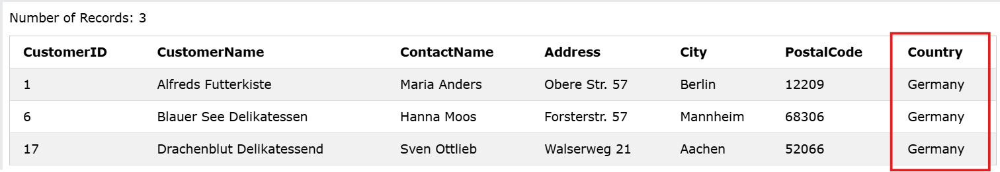 Number of Records: 3
CustomerID CustomerName ContactName Address City PostalCode Country
1 Alfreds Futterkiste Maria Anders Obere Str. 57 Berlin 12209 Germany
6 Blauer See Delikatessen Hanna Moos Forsterstr. 57 Mannheim 68306 Germany
17 Drachenblut Delikatessend Sven Ottlieb Walserweg 21 Aachen 52066 Germany